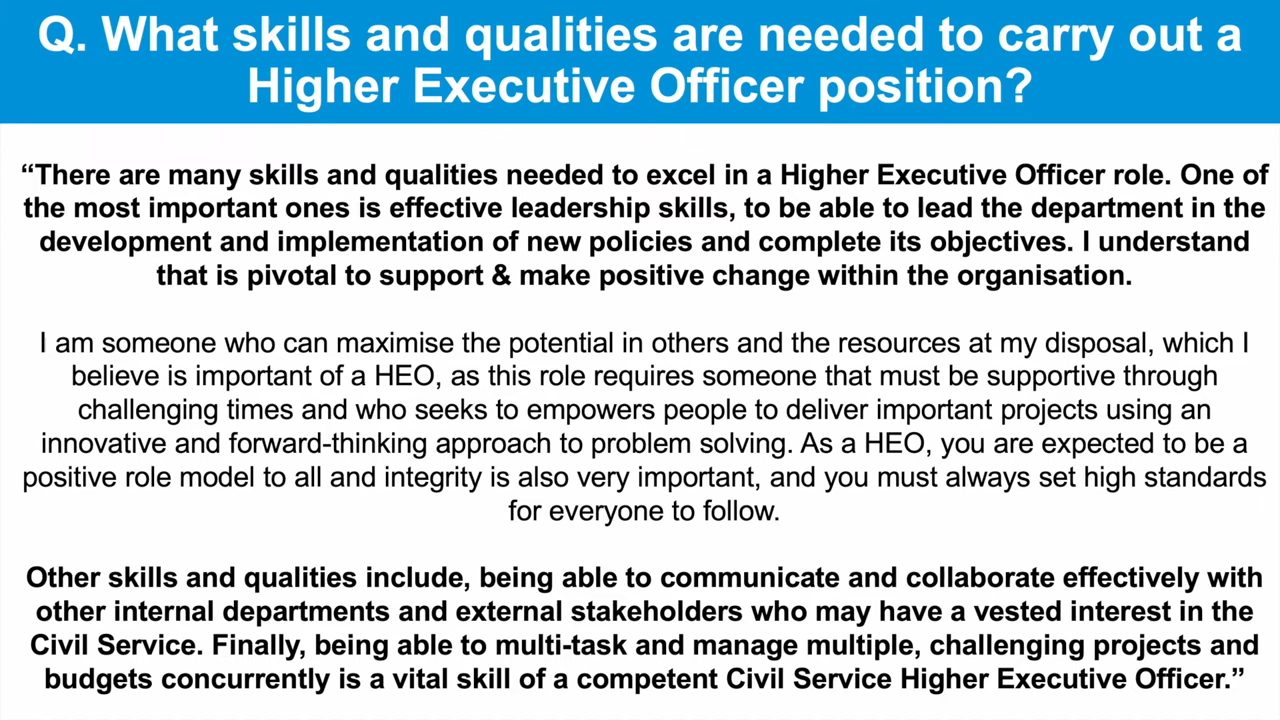 Q. What skills and qualities are needed to carry out a
Higher Executive Officer position?
“There are many skills and qualities needed to excel in a Higher Executive Officer role. One of
the most important ones is effective leadership skills, to be able to lead the department in the
development and implementation of new policies and complete its objectives. I understand
that is pivotal to support & make positive change within the organisation.
I am someone who can maximise the potential in others and the resources at my disposal, which I
believe is important of a HEO, as this role requires someone that must be supportive through
challenging times and who seeks to empowers people to deliver important projects using an
innovative and forward-thinking approach to problem solving. As a HEO, you are expected to be a
positive role model to all and integrity is also very important, and you must always set high standards
for everyone to follow.
Other skills and qualities include, being able to communicate and collaborate effectively with
other internal departments and external stakeholders who may have a vested interest in the
Civil Service. Finally, being able to multi-task and manage multiple, challenging projects and
budgets concurrently is a vital skill of a competent Civil Service Higher Executive Officer.”